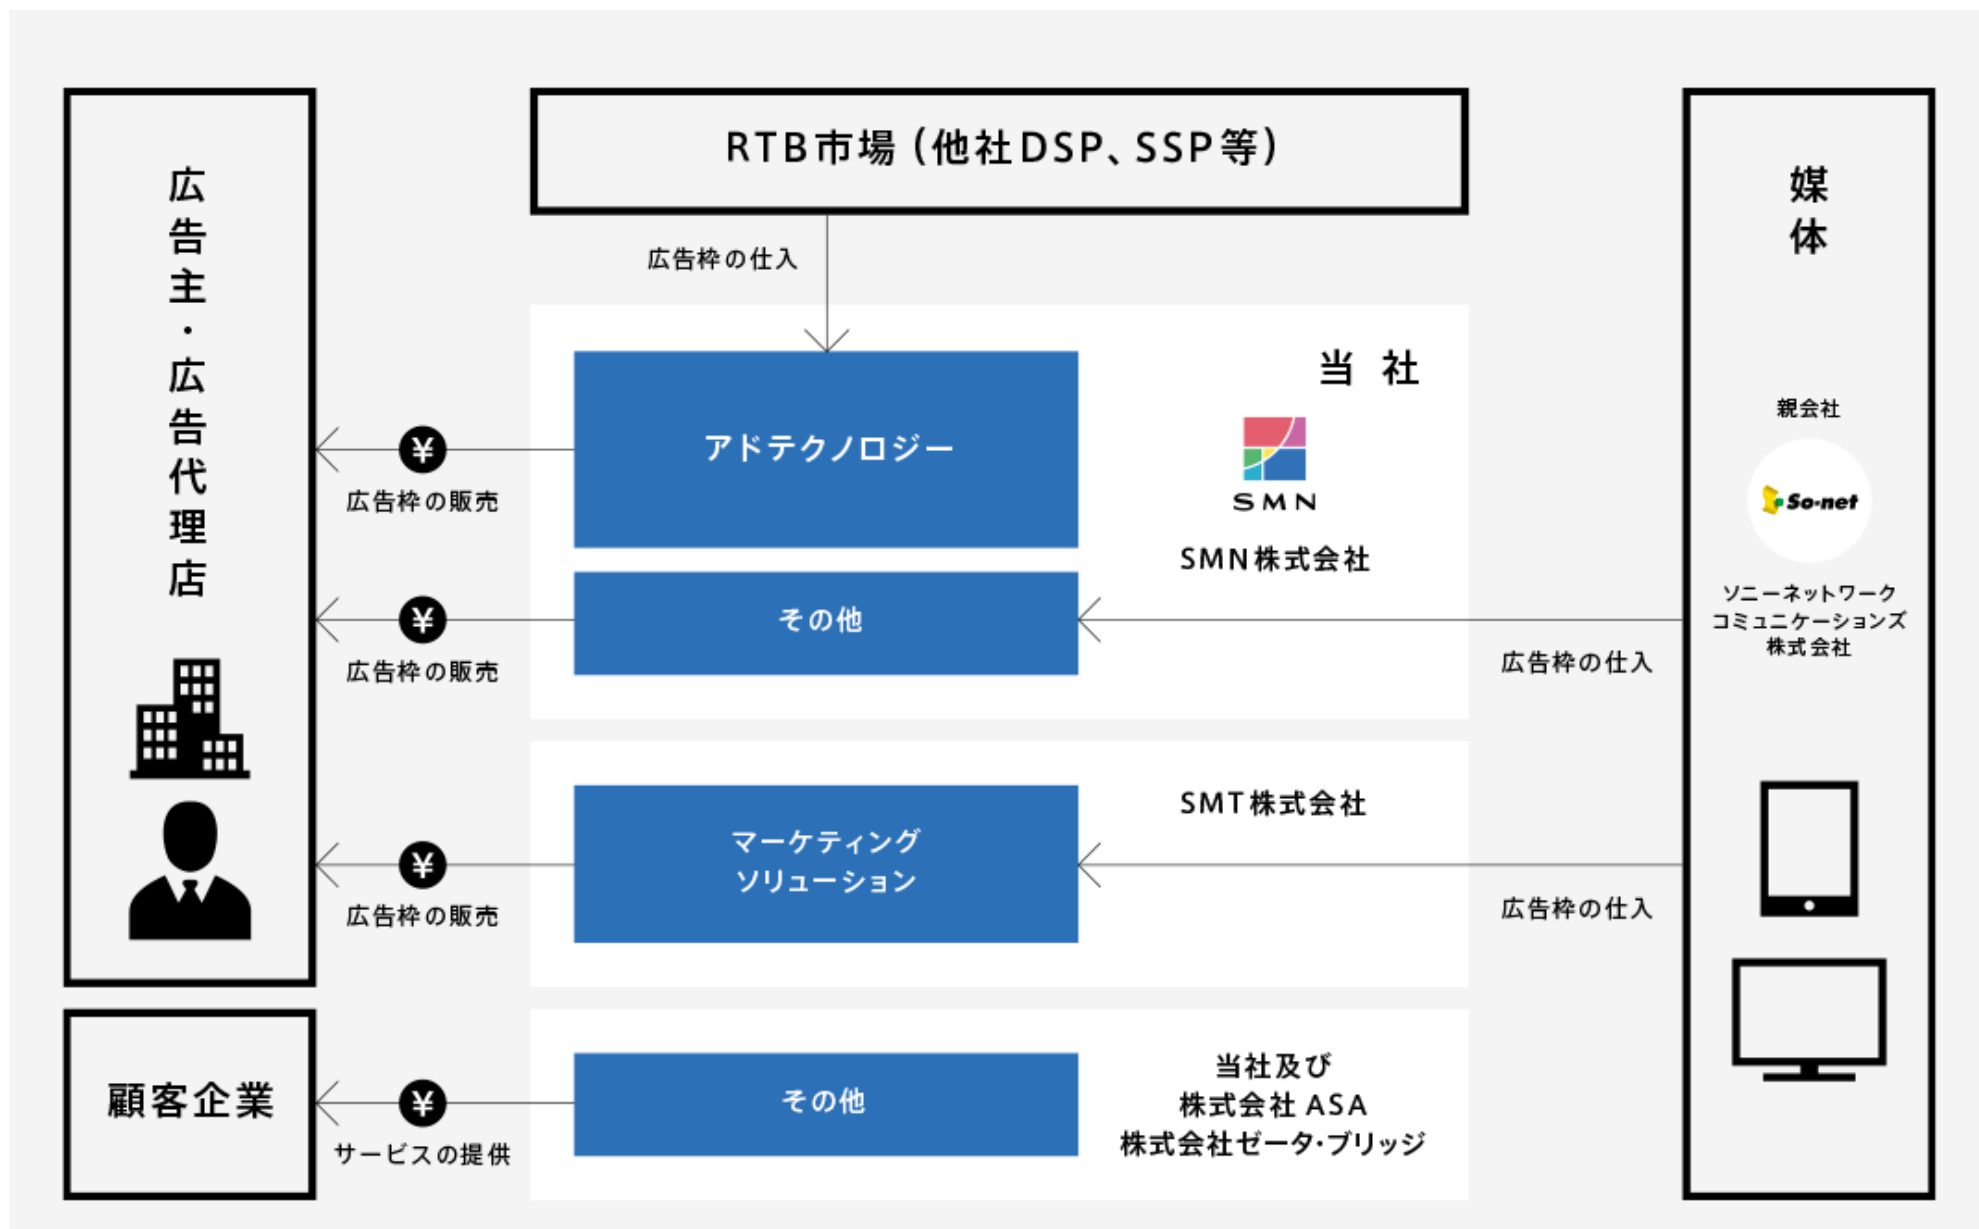 広告主・広告代理店
RTB市場（他社DSP、SSP等）
広告枠の仕入
当社
アドテクノロジー
SMN
SMN株式会社
¥
広告枠の販売
その他
¥
広告枠の販売
広告枠の仕入
マーケティング
ソリューション
SMT株式会社
¥
広告枠の販売
広告枠の仕入
媒体
親会社
So-net
ソニーネットワーク
コミュニケーションズ
株式会社
顧客企業
¥
サービスの提供
その他
当社及び
株式会社 ASA
株式会社ゼータ・ブリッジ